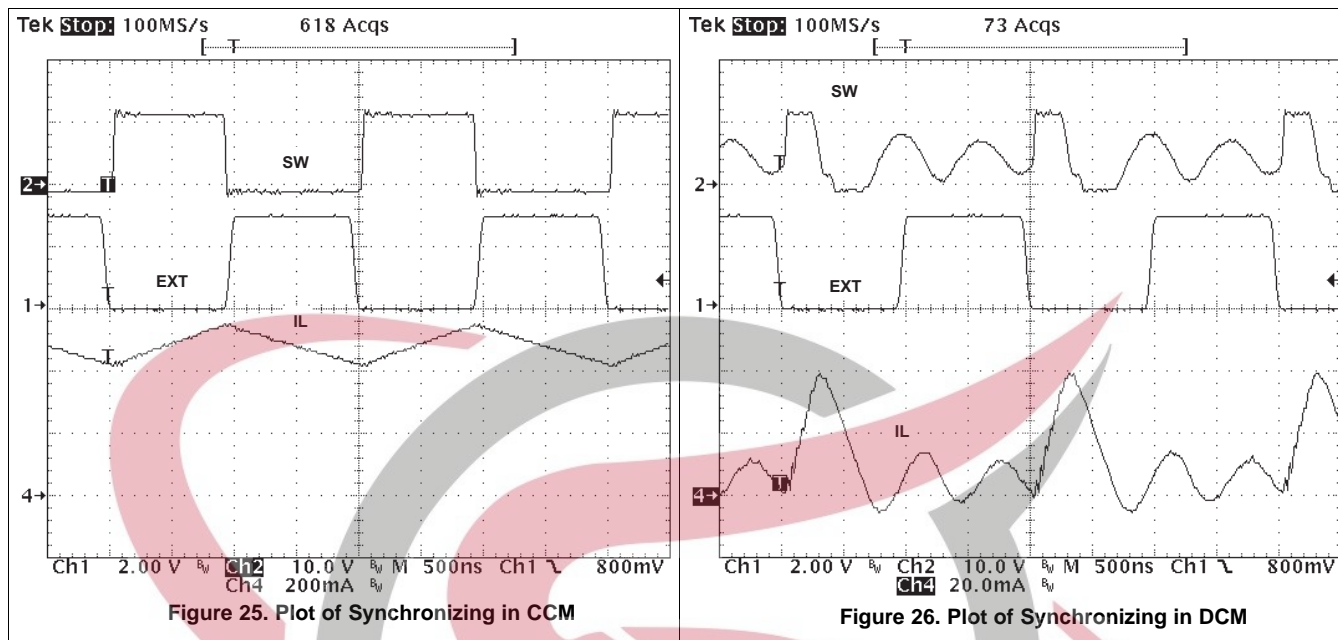 Tek Stop: 100MS/s 618 Acqs
[ T ]
SW
2→ T
EXT
T
1→
IL
T
4→
Ch1 2.00 V BW Ch2 10.0 V BW M 500ns Ch1 800mV
Ch4 200mA BW
Figure 25. Plot of Synchronizing in CCM
Tek Stop: 100MS/s 73 Acqs
[ T ]
SW
T
2→
T
EXT
1→
IL
T
4→
Ch1 2.00 V BW Ch2 10.0 V BW M 500ns Ch1 800mV
Ch4 20.0mA BW
Figure 26. Plot of Synchronizing in DCM